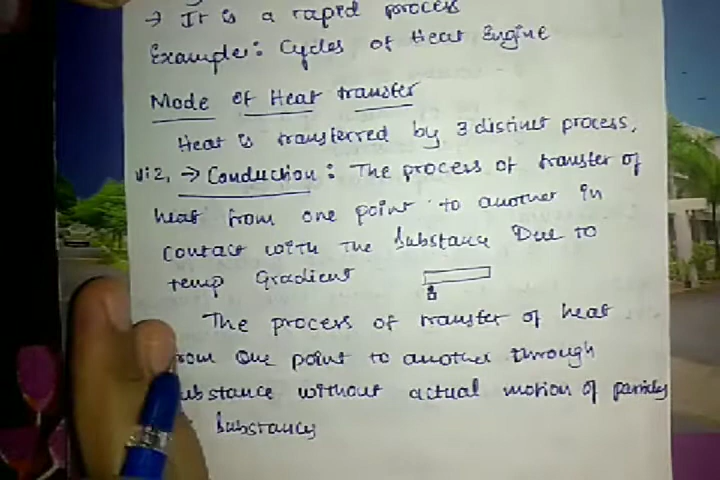 → It is a rapid process
Example: Cycles of Heat Engine
Mode of Heat transfer
Heat is transferred by 3 distinct process,
viz, → Conduction : The process of transfer of
heat from one point to another in
contact with the substance Due to
temp Gradient
The process of transfer of heat
from one point to another through
ubstance without actual motion of particles
substancy